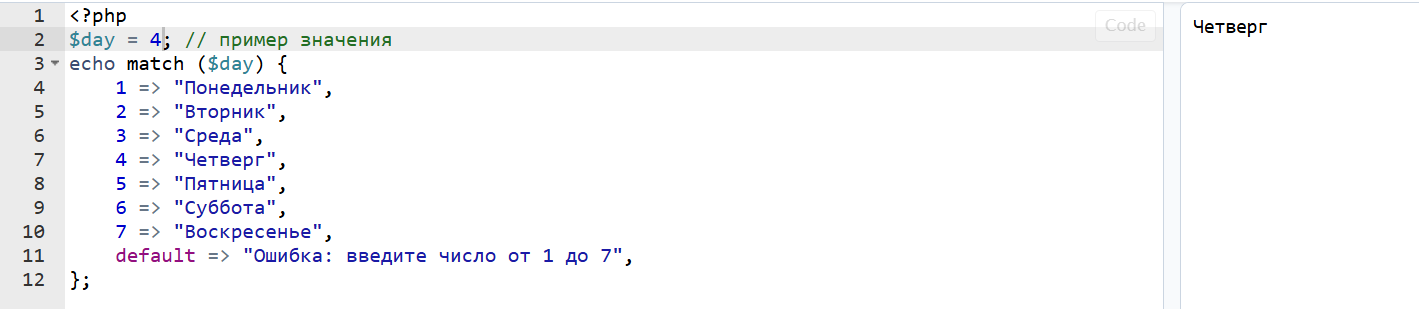 1 <?php
2 $day = 4; // пример значения
3 echo match ($day) {
4 1 => "Понедельник",
5 2 => "Вторник",
6 3 => "Среда",
7 4 => "Четверг",
8 5 => "Пятница",
9 6 => "Суббота",
10 7 => "Воскресенье",
11 default => "Ошибка: введите число от 1 до 7",
12 };
Code
Четверг